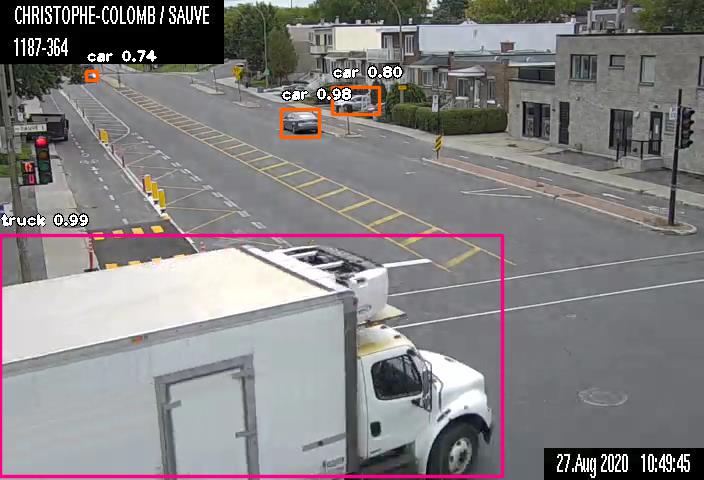 CHRISTOPHE-COLOMB / SAUVE
1187-364
car 0.74
car 0.80
car 0.98
SAUVE
truck 0.99
27.Aug 2020 10:49:45